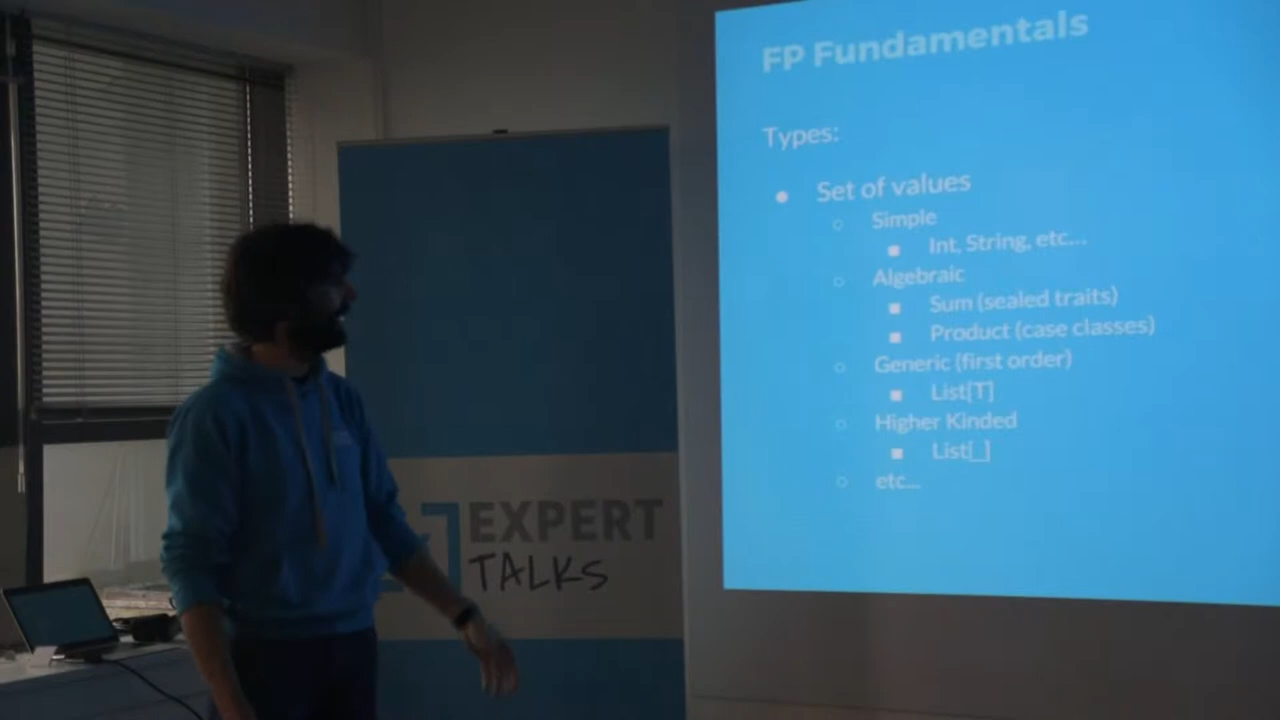 FP Fundamentals
Types:
Set of values
Simple
Int, String, etc...
Algebraic
Sum (sealed traits)
Product (case classes)
Generic (first order)
List[T]
Higher Kinded
List[_]
etc...
EXPERT
TALKS